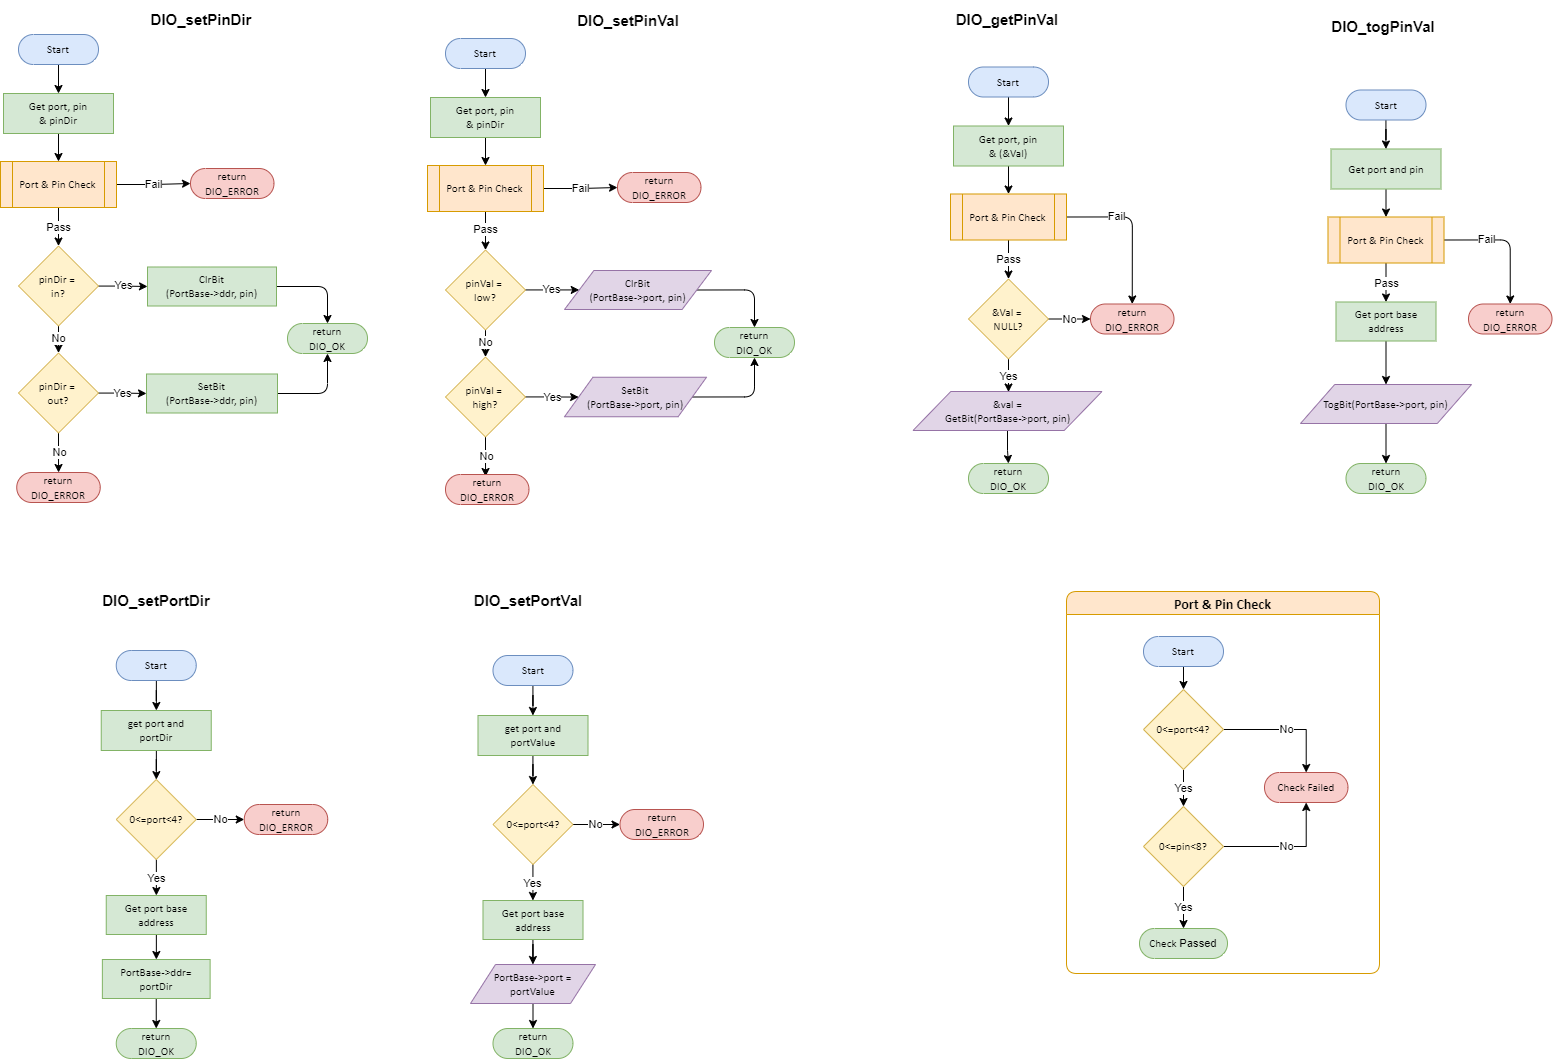 DIO_setPinDir
Start
Get port, pin
& pinDir
Port & Pin Check
Fail
return
DIO_ERROR
Pass
pinDir =
in?
Yes
ClrBit
(PortBase->ddr, pin)
return
DIO_OK
No
pinDir =
out?
Yes
SetBit
(PortBase->ddr, pin)
No
return
DIO_ERROR
DIO_setPinVal
Start
Get port, pin
& pinDir
Port & Pin Check
Fail
return
DIO_ERROR
Pass
pinVal =
low?
Yes
ClrBit
(PortBase->port, pin)
return
DIO_OK
No
pinVal =
high?
Yes
SetBit
(PortBase->port, pin)
No
return
DIO_ERROR
DIO_getPinVal
Start
Get port, pin
& (&Val)
Port & Pin Check
Fail
Pass
&Val =
NULL?
No
return
DIO_ERROR
Yes
&val =
GetBit(PortBase->port, pin)
return
DIO_OK
DIO_togPinVal
Start
Get port and pin
Port & Pin Check
Fail
Pass
Get port base
address
return
DIO_ERROR
TogBit(PortBase->port, pin)
return
DIO_OK
DIO_setPortDir
Start
get port and
portDir
0<=port<4?
No
return
DIO_ERROR
Yes
Get port base
address
PortBase->ddr=
portDir
return
DIO_OK
DIO_setPortVal
Start
get port and
portValue
0<=port<4?
No
return
DIO_ERROR
Yes
Get port base
address
PortBase->port =
portValue
return
DIO_OK
Port & Pin Check
Start
0<=port<4?
No
Yes
Check Failed
0<=pin<8?
No
Yes
Check Passed